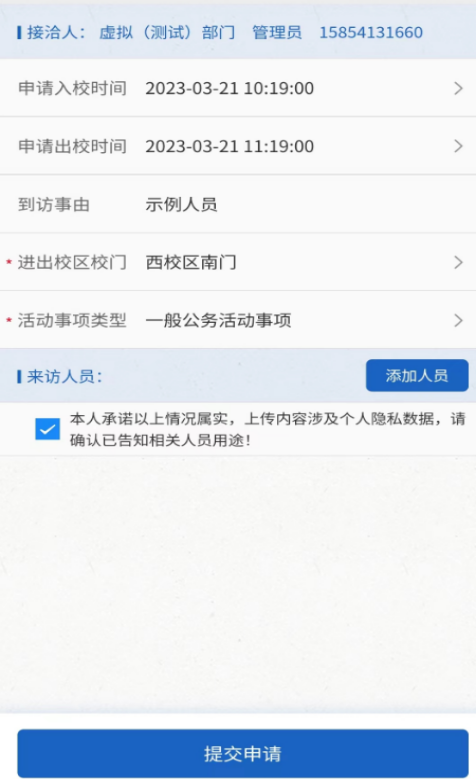 接洽人： 虚拟（测试）部门 管理员 15854131660
申请入校时间 2023-03-21 10:19:00
申请出校时间 2023-03-21 11:19:00
到访事由 示例人员
* 进出校区校门 西校区南门
* 活动事项类型 一般公务活动事项
来访人员： 添加人员
本人承诺以上情况属实，上传内容涉及个人隐私数据，请
确认已告知相关人员用途！
提交申请